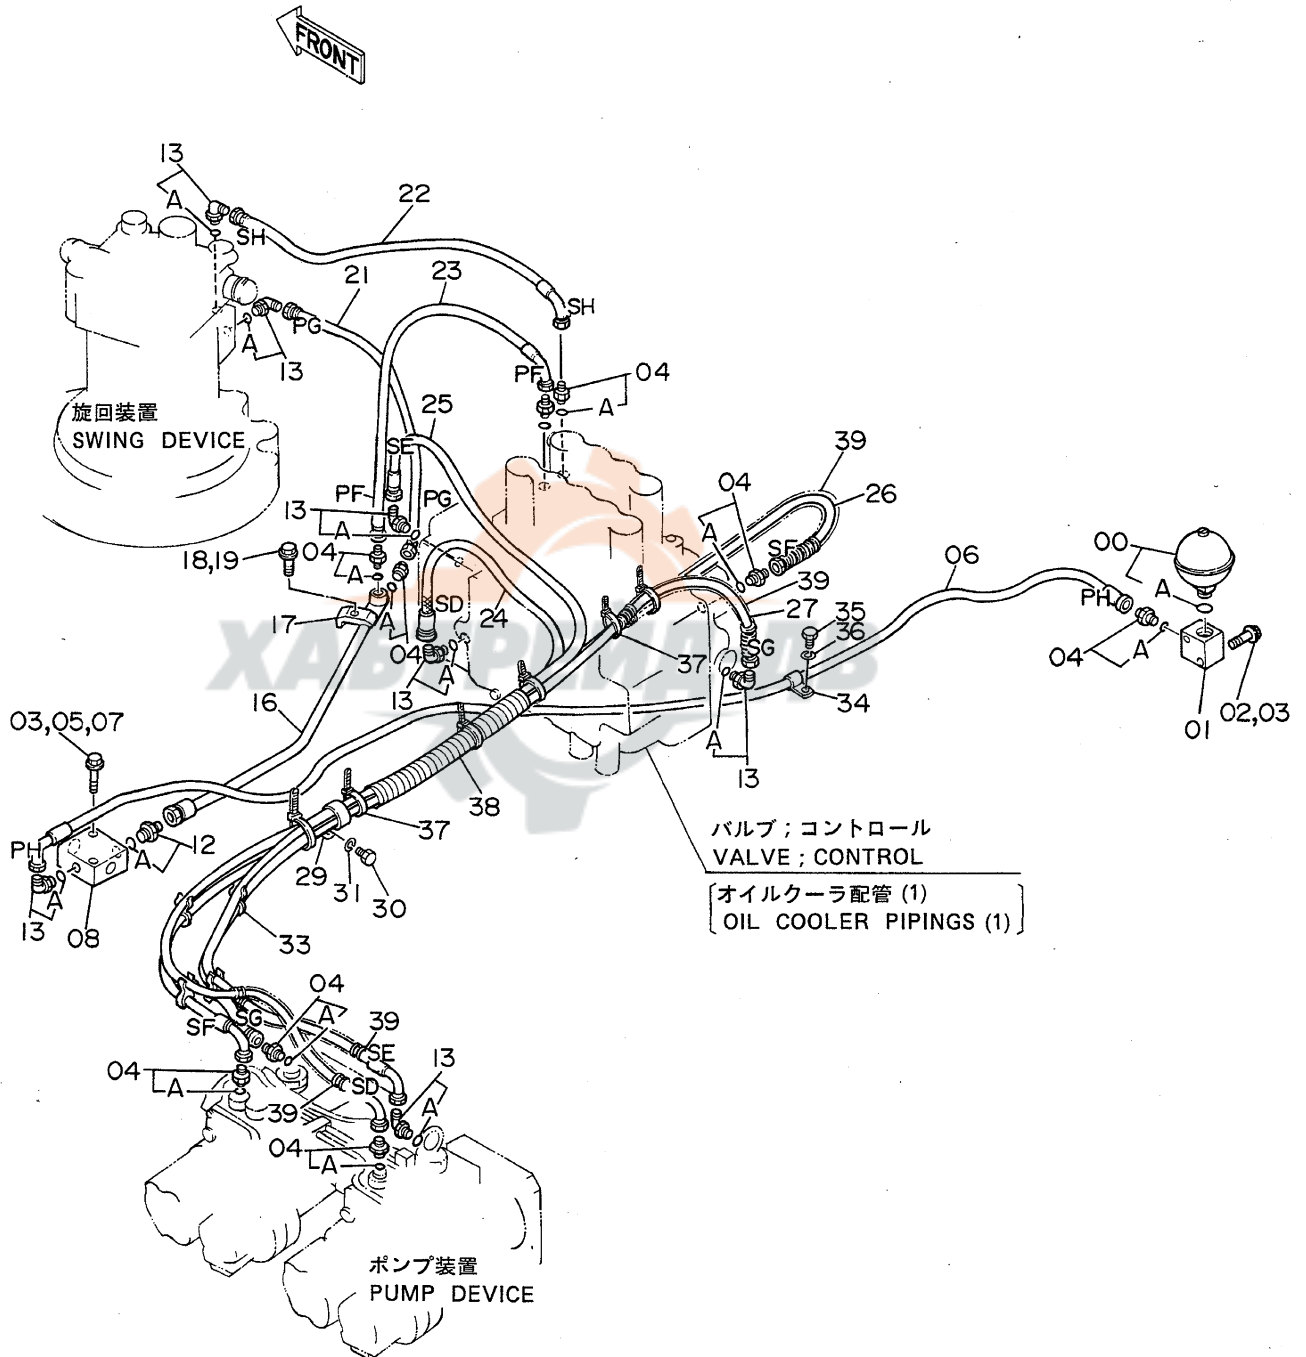 FRONT
13
A
22
SH
21
23
SH
PG
A
13
PF
04
A
旋回装置
SWING DEVICE
25
SE
39
04
26
PF
PG
13
A
A
SF
00
06
18,19
04
A
A
39
PH
SD
27
35
17
24
A
SG
36
04
A
04
37
13
A
34
16
01
02,03
03,05,07
A
13
38
ХАБТРМИДЛДВ
37
バルブ ; コントロール
VALVE ; CONTROL
PH
A
12
オイルクーラ配管 (1)
OIL COOLER PIPINGS (1)
29
31
30
A
13
08
33
04
SG
A
39
SF
SE
13
04
A
SD
39
A
04
A
ポンプ装置
PUMP DEVICE